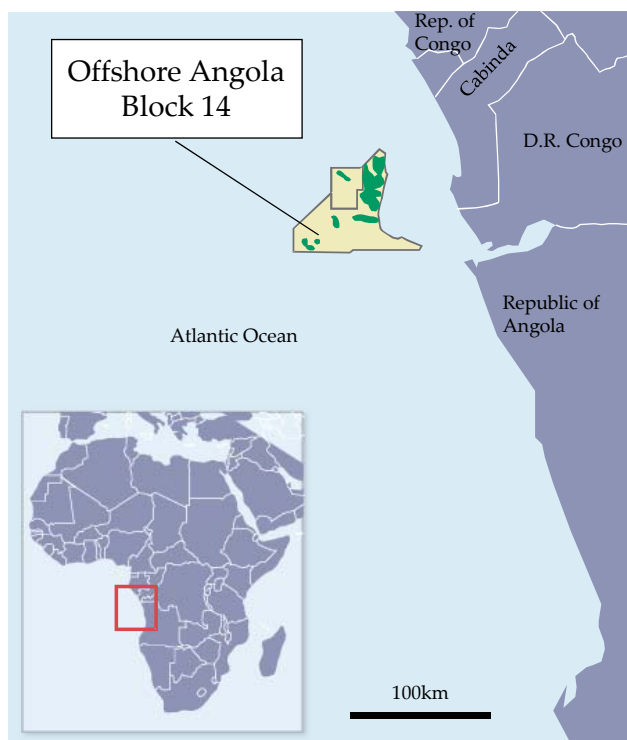 Rep. of
Congo
Cabinda
Offshore Angola
Block 14
D.R. Congo
Republic of
Angola
Atlantic Ocean
100km